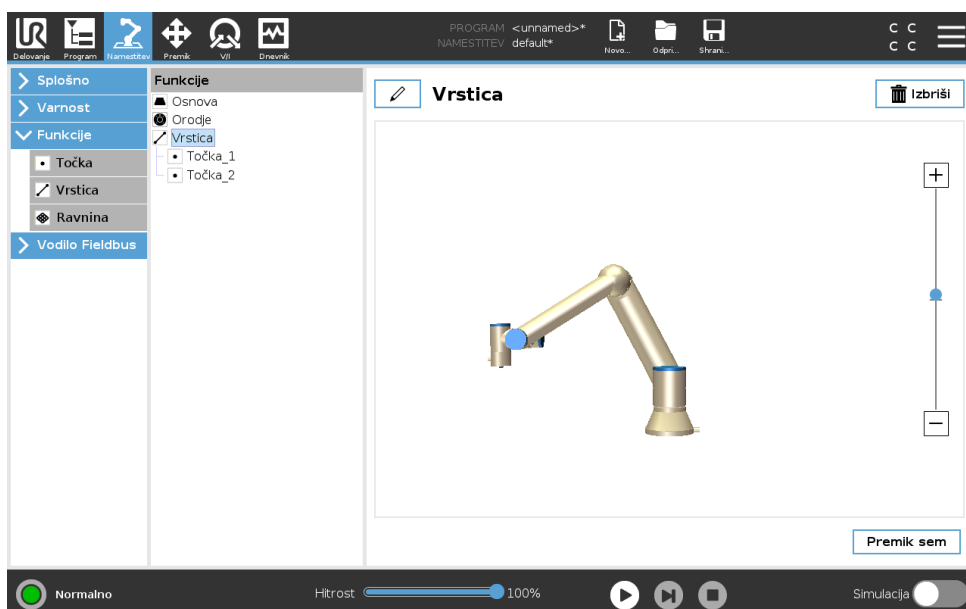 PROGRAM <unnamed>*
NAMESTITEV default*
C C
C C
UR
Delovanje
Program
Namestitev
Premik
V/I
Dnevnik
Novo...
Odpri...
Shrani...
Splošno
Varnost
Funkcije
Točka
Vrstica
Ravnina
Vodilo Fieldbus
Funkcije
Osnova
Orodje
Vrstica
Točka_1
Točka_2
Vrstica
Izbriši
Premik sem
Normalno
Hitrost
100%
Simulacija